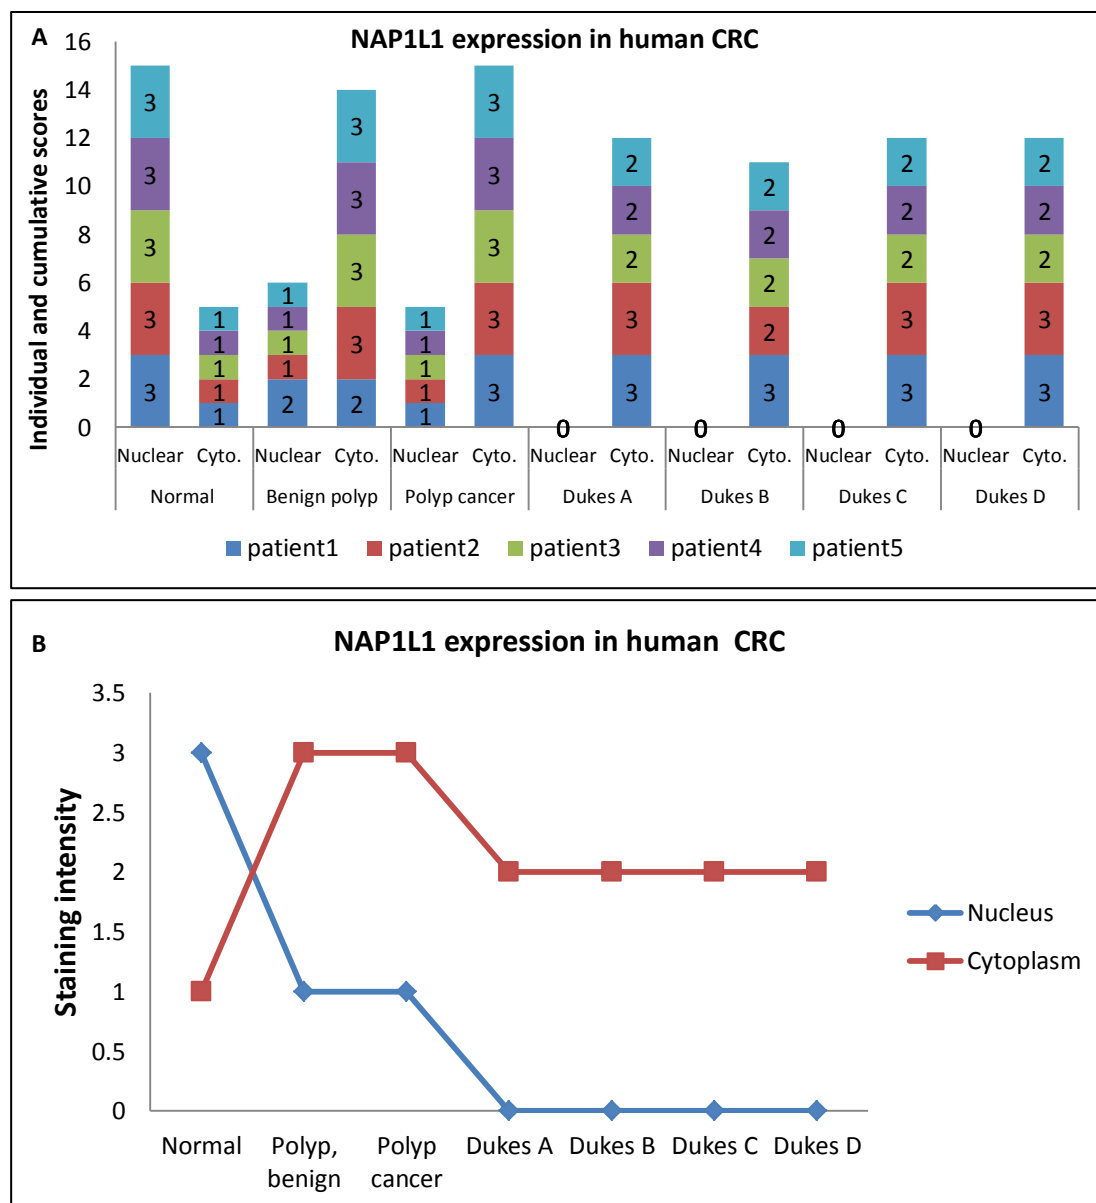 A
NAP1L1 expression in human CRC
Individual and cumulative scores
16
14
12
10
8
6
4
2
0
3 3 3 3 3
1 1 1 1 1
1 1 1 1 2
3 3 3 3 2
1 1 1 1 1
3 3 3 3 3
0
2 2 2 3 3
0
2 2 2 2 3
0
2 2 2 3 3
0
2 2 2 3 3
Nuclear Cyto. Nuclear Cyto. Nuclear Cyto. Nuclear Cyto. Nuclear Cyto. Nuclear Cyto. Nuclear Cyto.
Normal Benign polyp Polyp cancer Dukes A Dukes B Dukes C Dukes D
patient1 patient2 patient3 patient4 patient5
B
NAP1L1 expression in human CRC
Staining intensity
3.5
3
2.5
2
1.5
1
0.5
0
Nucleus
Cytoplasm
Normal Polyp, Polyp Dukes A Dukes B Dukes C Dukes D
benign cancer